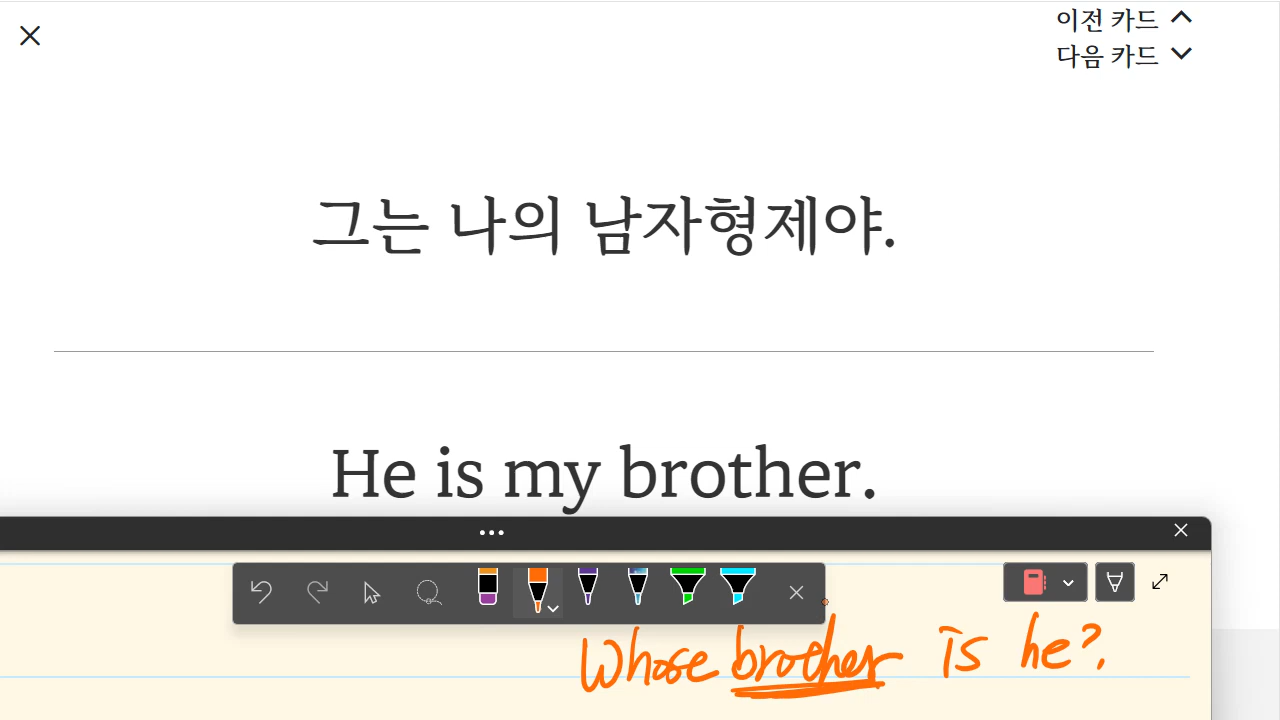 이전 카드
다음 카드
그는 나의 남자형제야.
He is my brother.
Whose brother is he?.